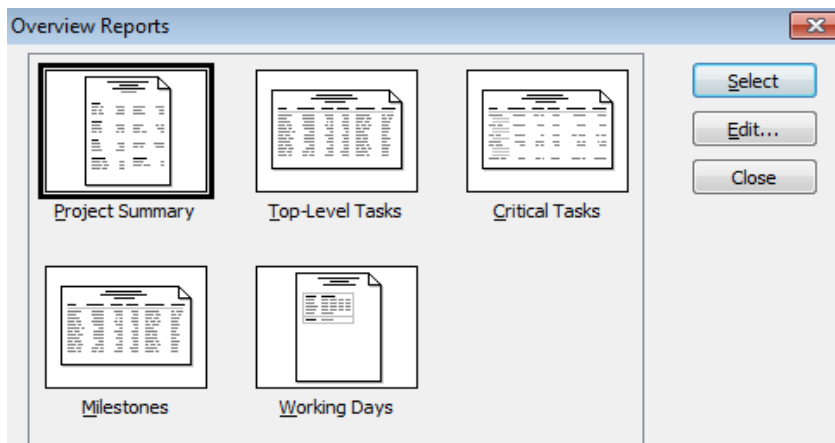 Overview Reports
Select
Edit...
Close
Project Summary
Top-Level Tasks
Critical Tasks
Milestones
Working Days